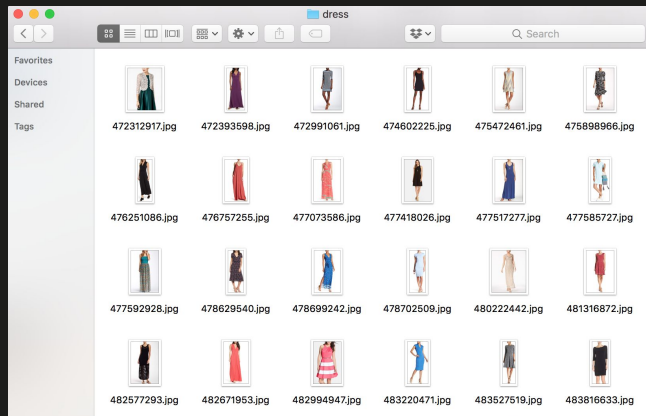 dress
Search
Favorites
Devices
Shared
Tags
472312917.jpg 472393598.jpg 472991061.jpg 474602225.jpg 475472461.jpg 475898966.jpg
476251086.jpg 476757255.jpg 477073586.jpg 477418026.jpg 477517277.jpg 477585727.jpg
477592928.jpg 478629540.jpg 478699242.jpg 478702509.jpg 480222442.jpg 481316872.jpg
482577293.jpg 482671953.jpg 482994947.jpg 483220471.jpg 483527519.jpg 483816633.jpg